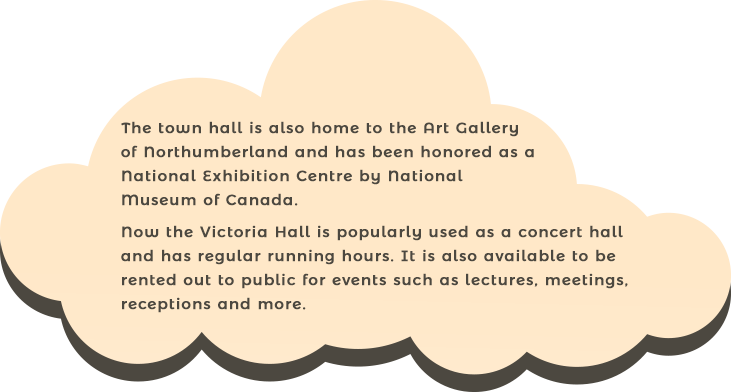 The town hall is also home to the Art Gallery
of Northumberland and has been honored as a
National Exhibition Centre by National
Museum of Canada.
Now the Victoria Hall is popularly used as a concert hall
and has regular running hours. It is also available to be
rented out to public for events such as lectures, meetings,
receptions and more.